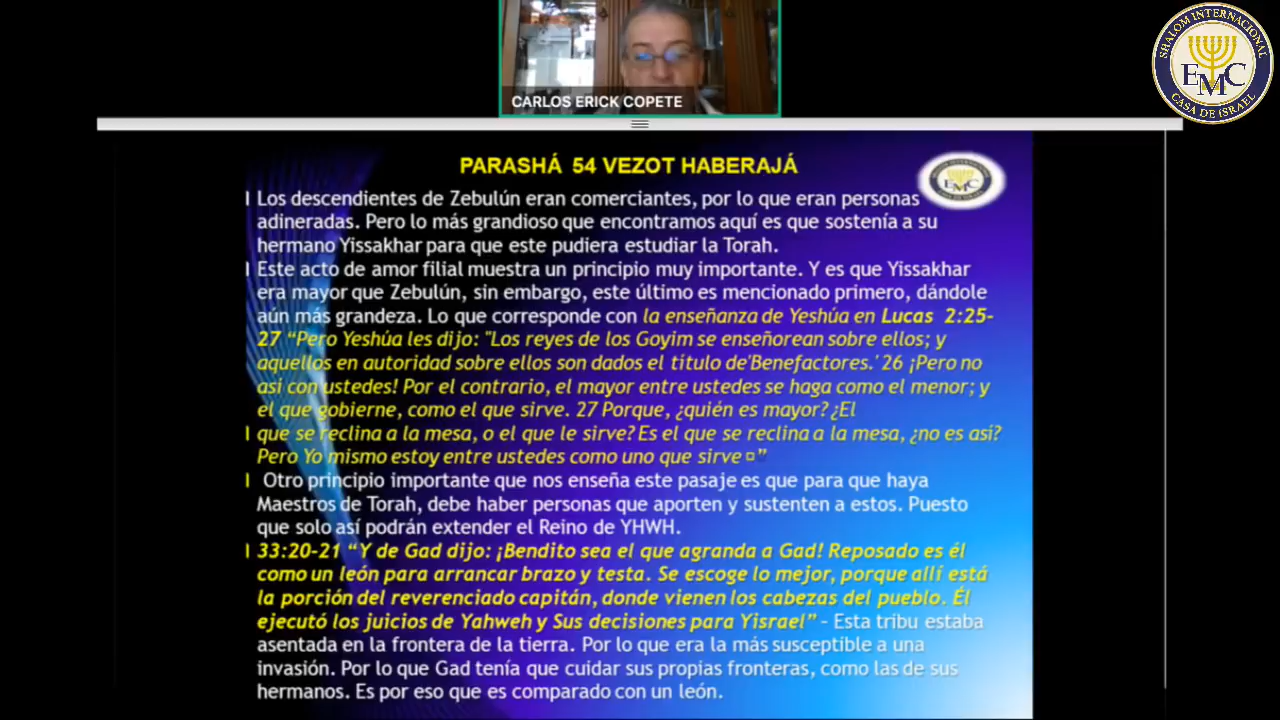 CARLOS ERICK COPETE
SHALOM INTERNACIONAL
EMC
CASA DE ISRAEL
PARASHÁ 54 VEZOT HABERAJÁ
EMC
Los descendientes de Zebulún eran comerciantes, por lo que eran personas
adineradas. Pero lo más grandioso que encontramos aquí es que sostenía a su
hermano Yissakhar para que este pudiera estudiar la Torah.
Este acto de amor filial muestra un principio muy importante. Y es que Yissakhar
era mayor que Zebulún, sin embargo, este último es mencionado primero, dándole
aún más grandeza. Lo que corresponde con la enseñanza de Yeshúa en Lucas 2:25-
27 “Pero Yeshúa les dijo: "Los reyes de los Goyim se enseñorean sobre ellos; y
aquellos en autoridad sobre ellos son dados el título de'Benefactores.' 26 ¡Pero no
así con ustedes! Por el contrario, el mayor entre ustedes se haga como el menor; y
el que gobierne, como el que sirve. 27 Porque, ¿quién es mayor? ¿El
que se reclina a la mesa, o el que le sirve? Es el que se reclina a la mesa, ¿no es así?
Pero Yo mismo estoy entre ustedes como uno que sirve¤”
Otro principio importante que nos enseña este pasaje es que para que haya
Maestros de Torah, debe haber personas que aporten y sustenten a estos. Puesto
que solo así podrán extender el Reino de YHWH.
33:20-21 “Y de Gad dijo: ¡Bendito sea el que agranda a Gad! Reposado es él
como un león para arrancar brazo y testa. Se escoge lo mejor, porque allí está
la porción del reverenciado capitán, donde vienen los cabezas del pueblo. Él
ejecutó los juicios de Yahweh y Sus decisiones para Yisrael” – Esta tribu estaba
asentada en la frontera de la tierra. Por lo que era la más susceptible a una
invasión. Por lo que Gad tenía que cuidar sus propias fronteras, como las de sus
hermanos. Es por eso que es comparado con un león.